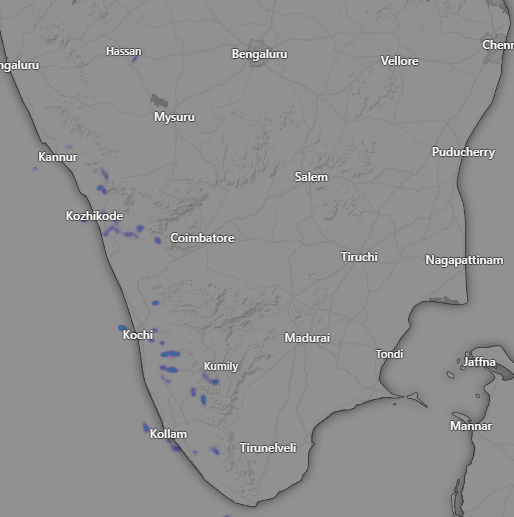 Hassan
Bengaluru
Chenn
ngaluru
Vellore
Mysuru
Kannur
Puducherry
Salem
Kozhikode
Coimbatore
Tiruchi
Nagapattinam
Kochi
Madurai
Tondi
Kumily
Jaffna
Mannar
Kollam
Tirunelveli